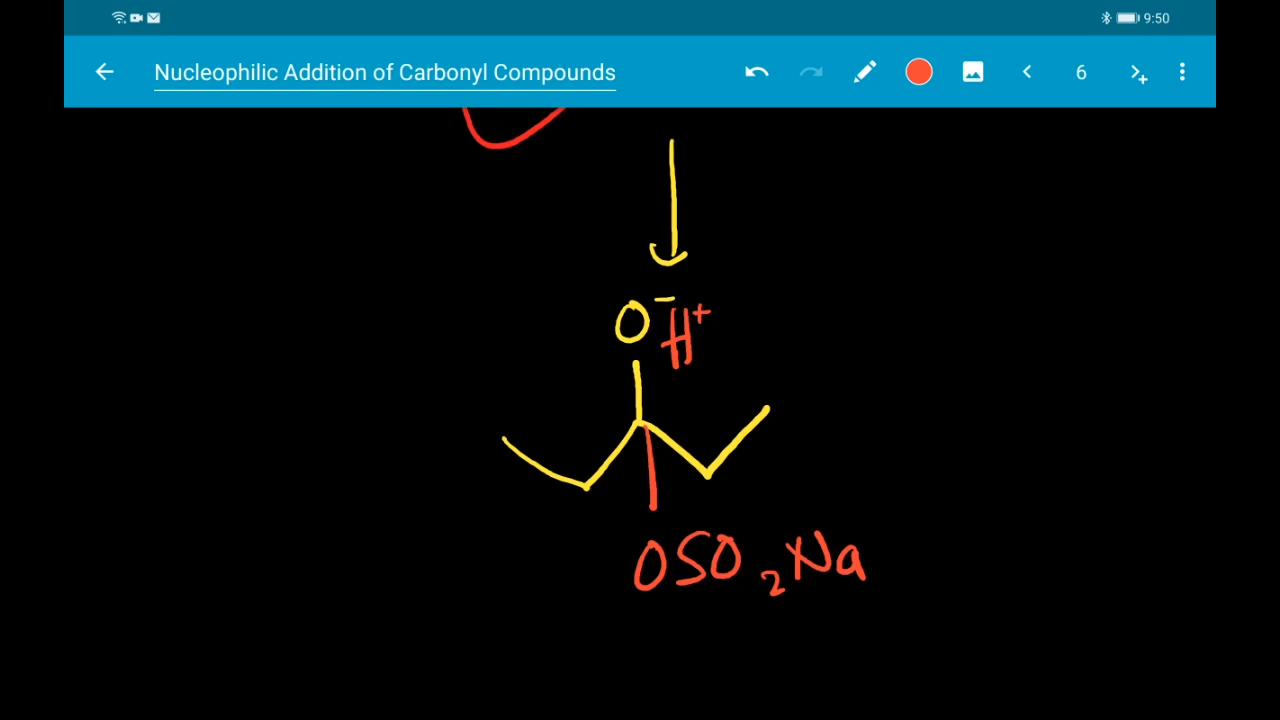 9:50
Nucleophilic Addition of Carbonyl Compounds
6
O⁻ H⁺
OSO₂Na